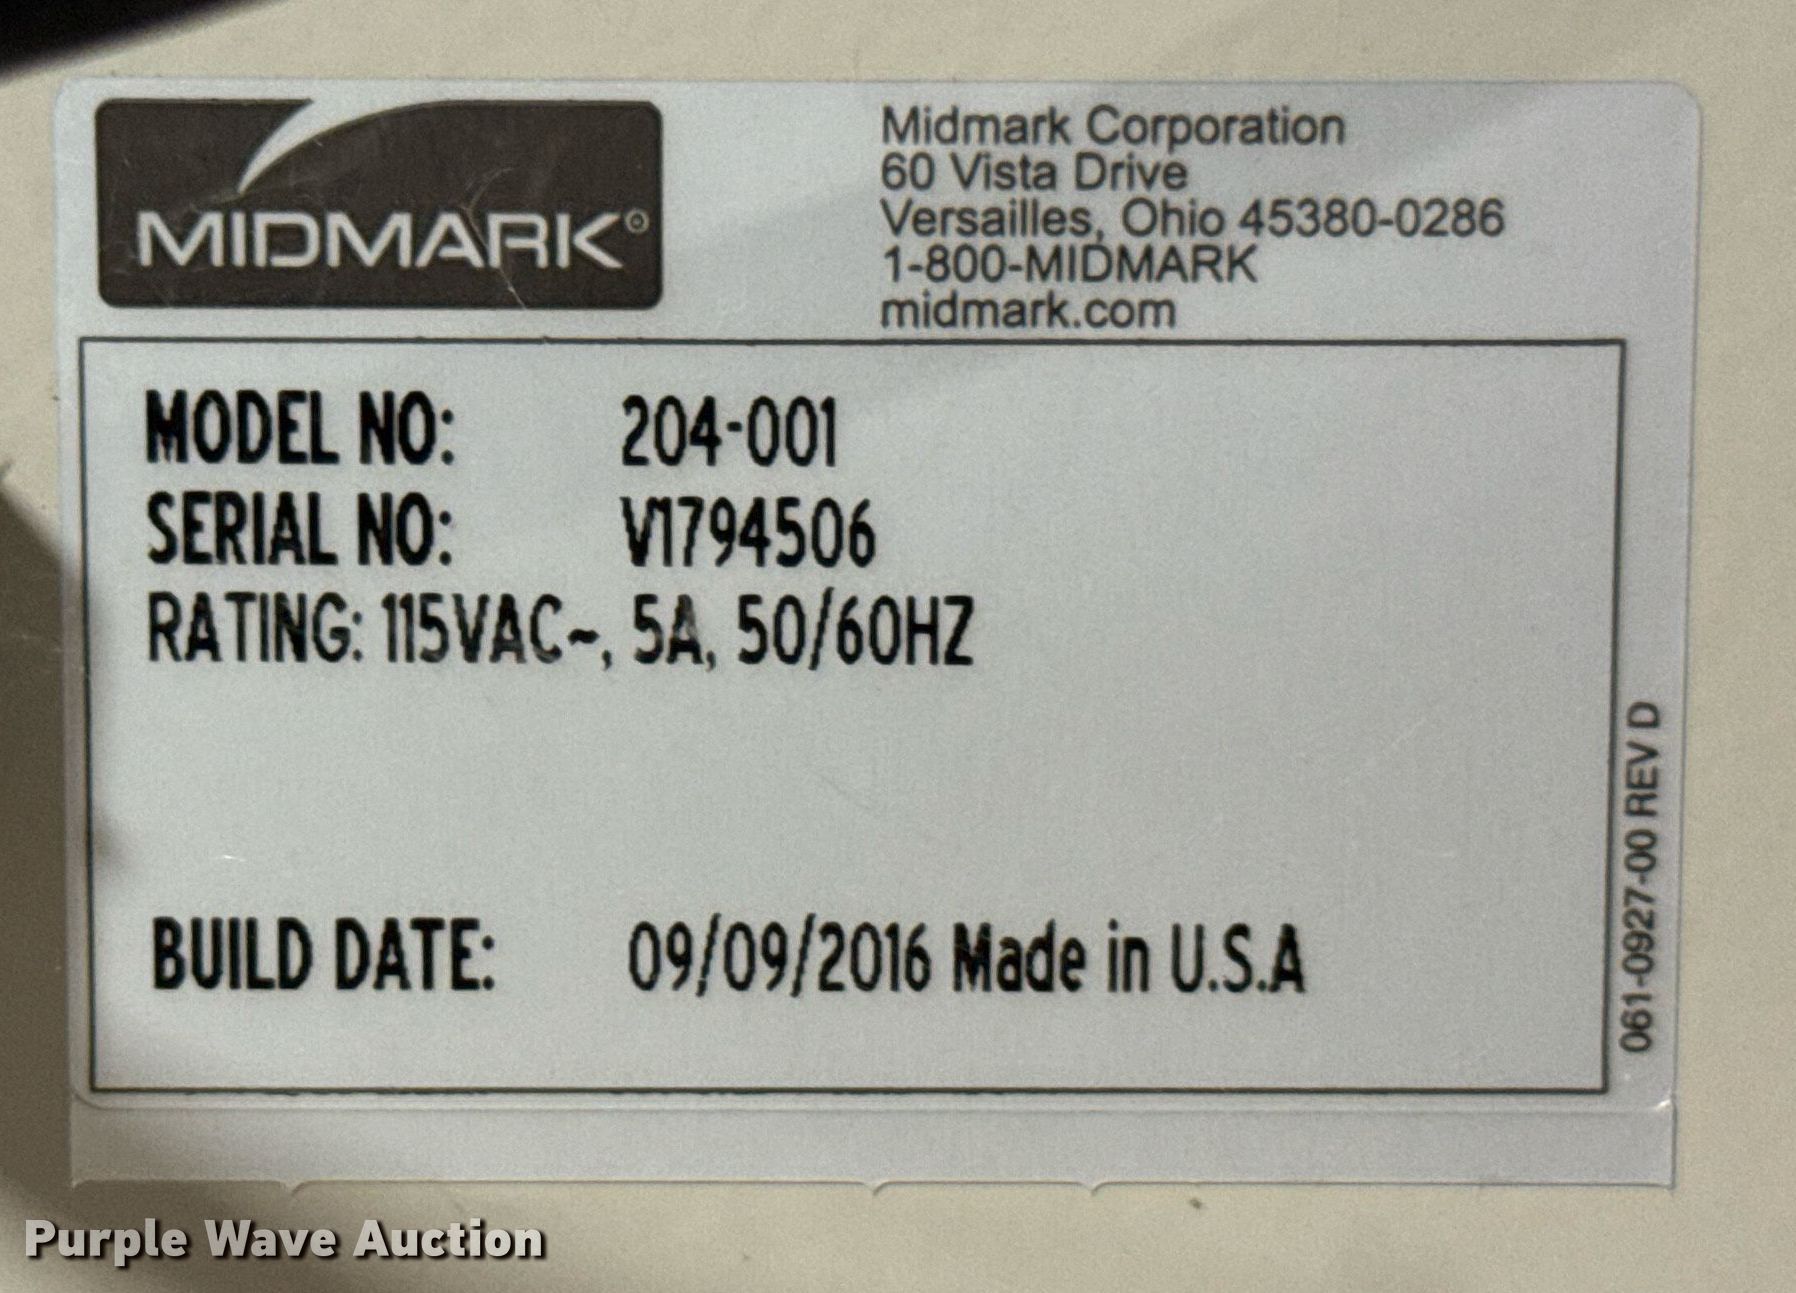 MIDMARK®
Midmark Corporation
60 Vista Drive
Versailles, Ohio 45380-0286
1-800-MIDMARK
midmark.com
MODEL NO: 204-001
SERIAL NO: V1794506
RATING: 115VAC~, 5A, 50/60HZ
BUILD DATE: 09/09/2016 Made in U.S.A
061-0927-00 REV D
Purple Wave Auction